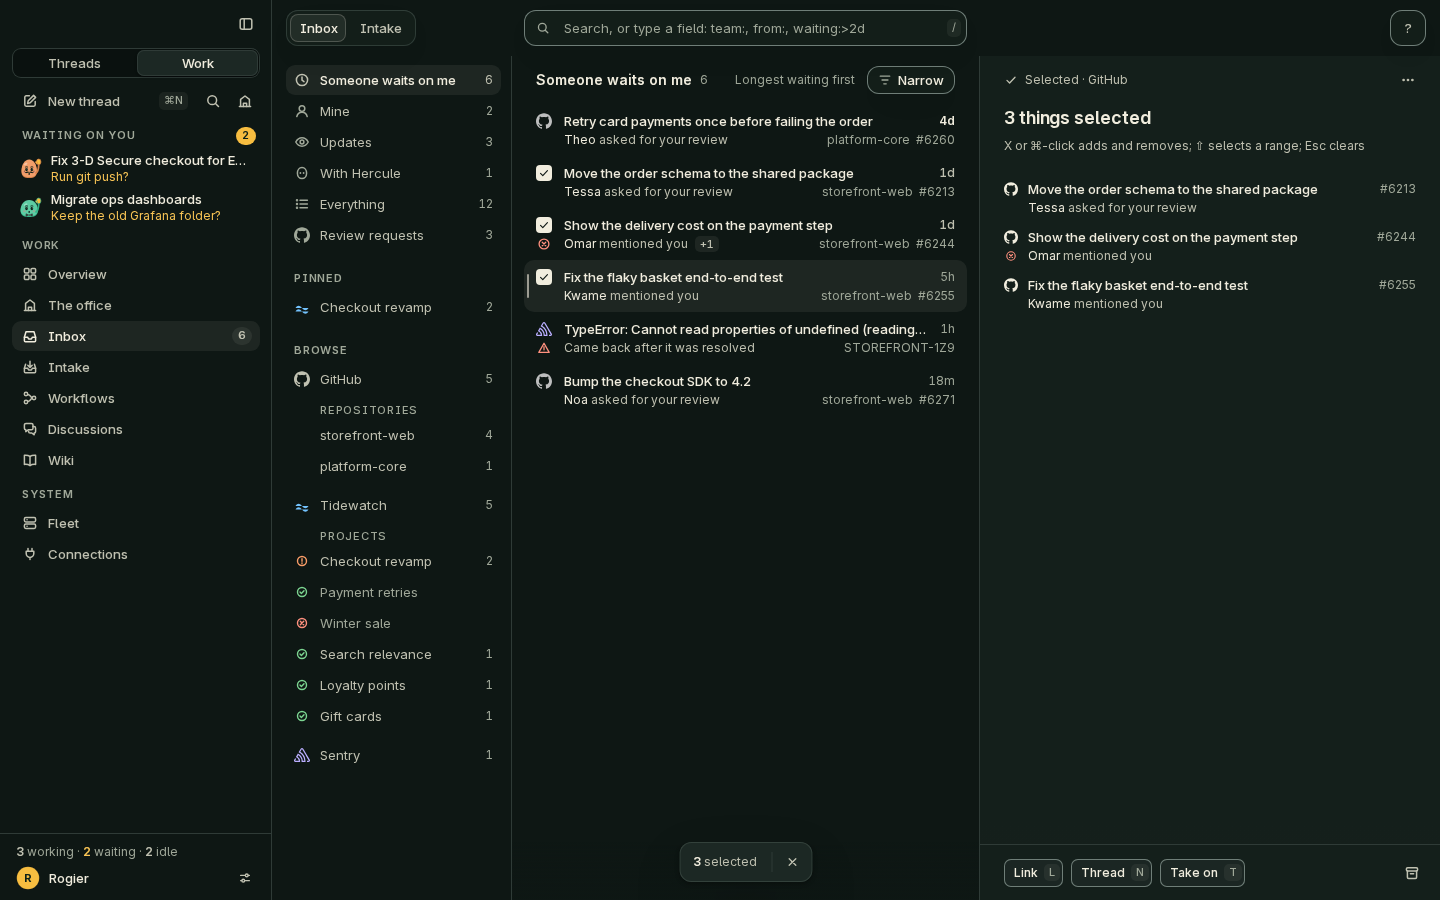 Threads
Work
New thread
⌘N
WAITING ON YOU
2
Fix 3-D Secure checkout for E…
Run git push?
Migrate ops dashboards
Keep the old Grafana folder?
WORK
Overview
The office
Inbox
6
Intake
Workflows
Discussions
Wiki
SYSTEM
Fleet
Connections
3 working · 2 waiting · 2 idle
R
Rogier
Inbox
Intake
Someone waits on me 6
Mine 2
Updates 3
With Hercule 1
Everything 12
Review requests 3
PINNED
Checkout revamp 2
BROWSE
GitHub 5
REPOSITORIES
storefront-web 4
platform-core 1
Tidewatch 5
PROJECTS
Checkout revamp 2
Payment retries
Winter sale
Search relevance 1
Loyalty points 1
Gift cards 1
Sentry 1
Search, or type a field: team:, from:, waiting:>2d /
Someone waits on me 6 Longest waiting first Narrow
Retry card payments once before failing the order 4d
Theo asked for your review platform-core #6260
Move the order schema to the shared package 1d
Tessa asked for your review storefront-web #6213
Show the delivery cost on the payment step 1d
Omar mentioned you +1 storefront-web #6244
Fix the flaky basket end-to-end test 5h
Kwame mentioned you storefront-web #6255
TypeError: Cannot read properties of undefined (reading… 1h
Came back after it was resolved STOREFRONT-1Z9
Bump the checkout SDK to 4.2 18m
Noa asked for your review storefront-web #6271
3 selected
?
Selected · GitHub
3 things selected
X or ⌘-click adds and removes; ⇧ selects a range; Esc clears
Move the order schema to the shared package #6213
Tessa asked for your review
Show the delivery cost on the payment step #6244
Omar mentioned you
Fix the flaky basket end-to-end test #6255
Kwame mentioned you
Link L
Thread N
Take on T